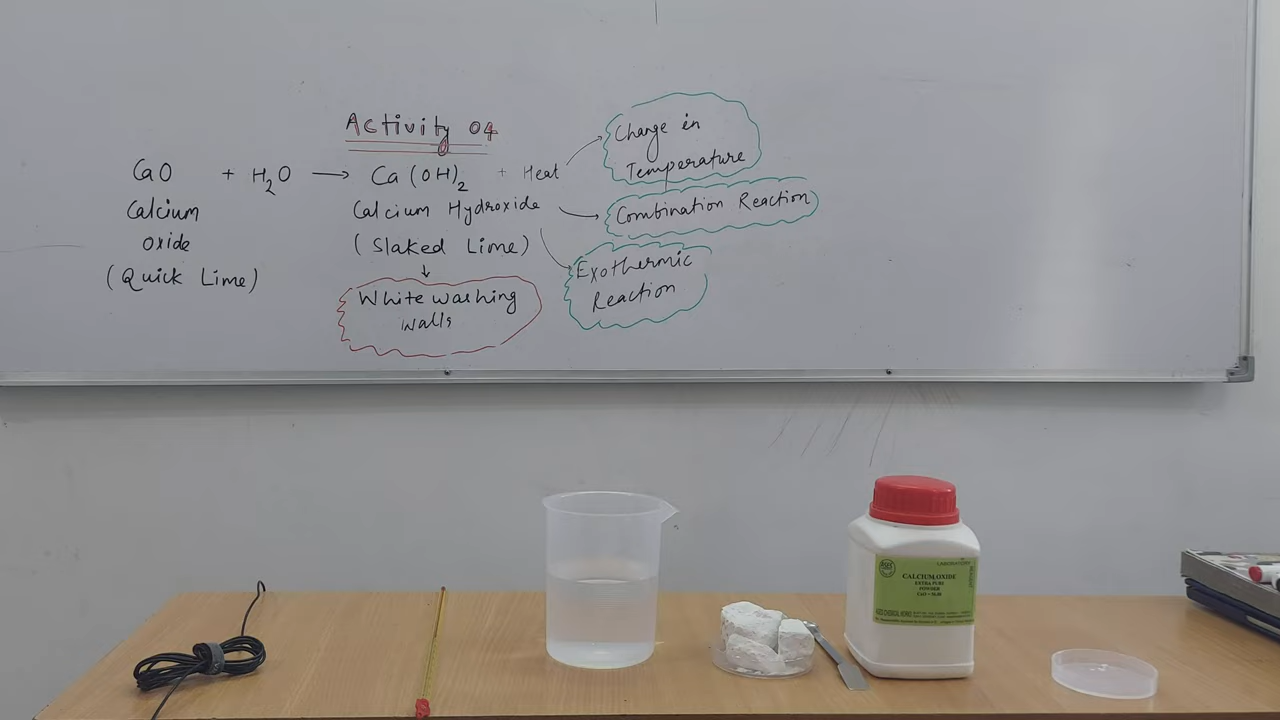 Activity 04
CaO + H2O → Ca(OH)2 + Heat
Calcium
Oxide
(Quick Lime)
Calcium Hydroxide
(Slaked Lime)
White washing
walls
Change in
Temperature
Combination Reaction
Exothermic
Reaction
LABORATORY
CALCIUM OXIDE
EXTRA PURE
POWDER